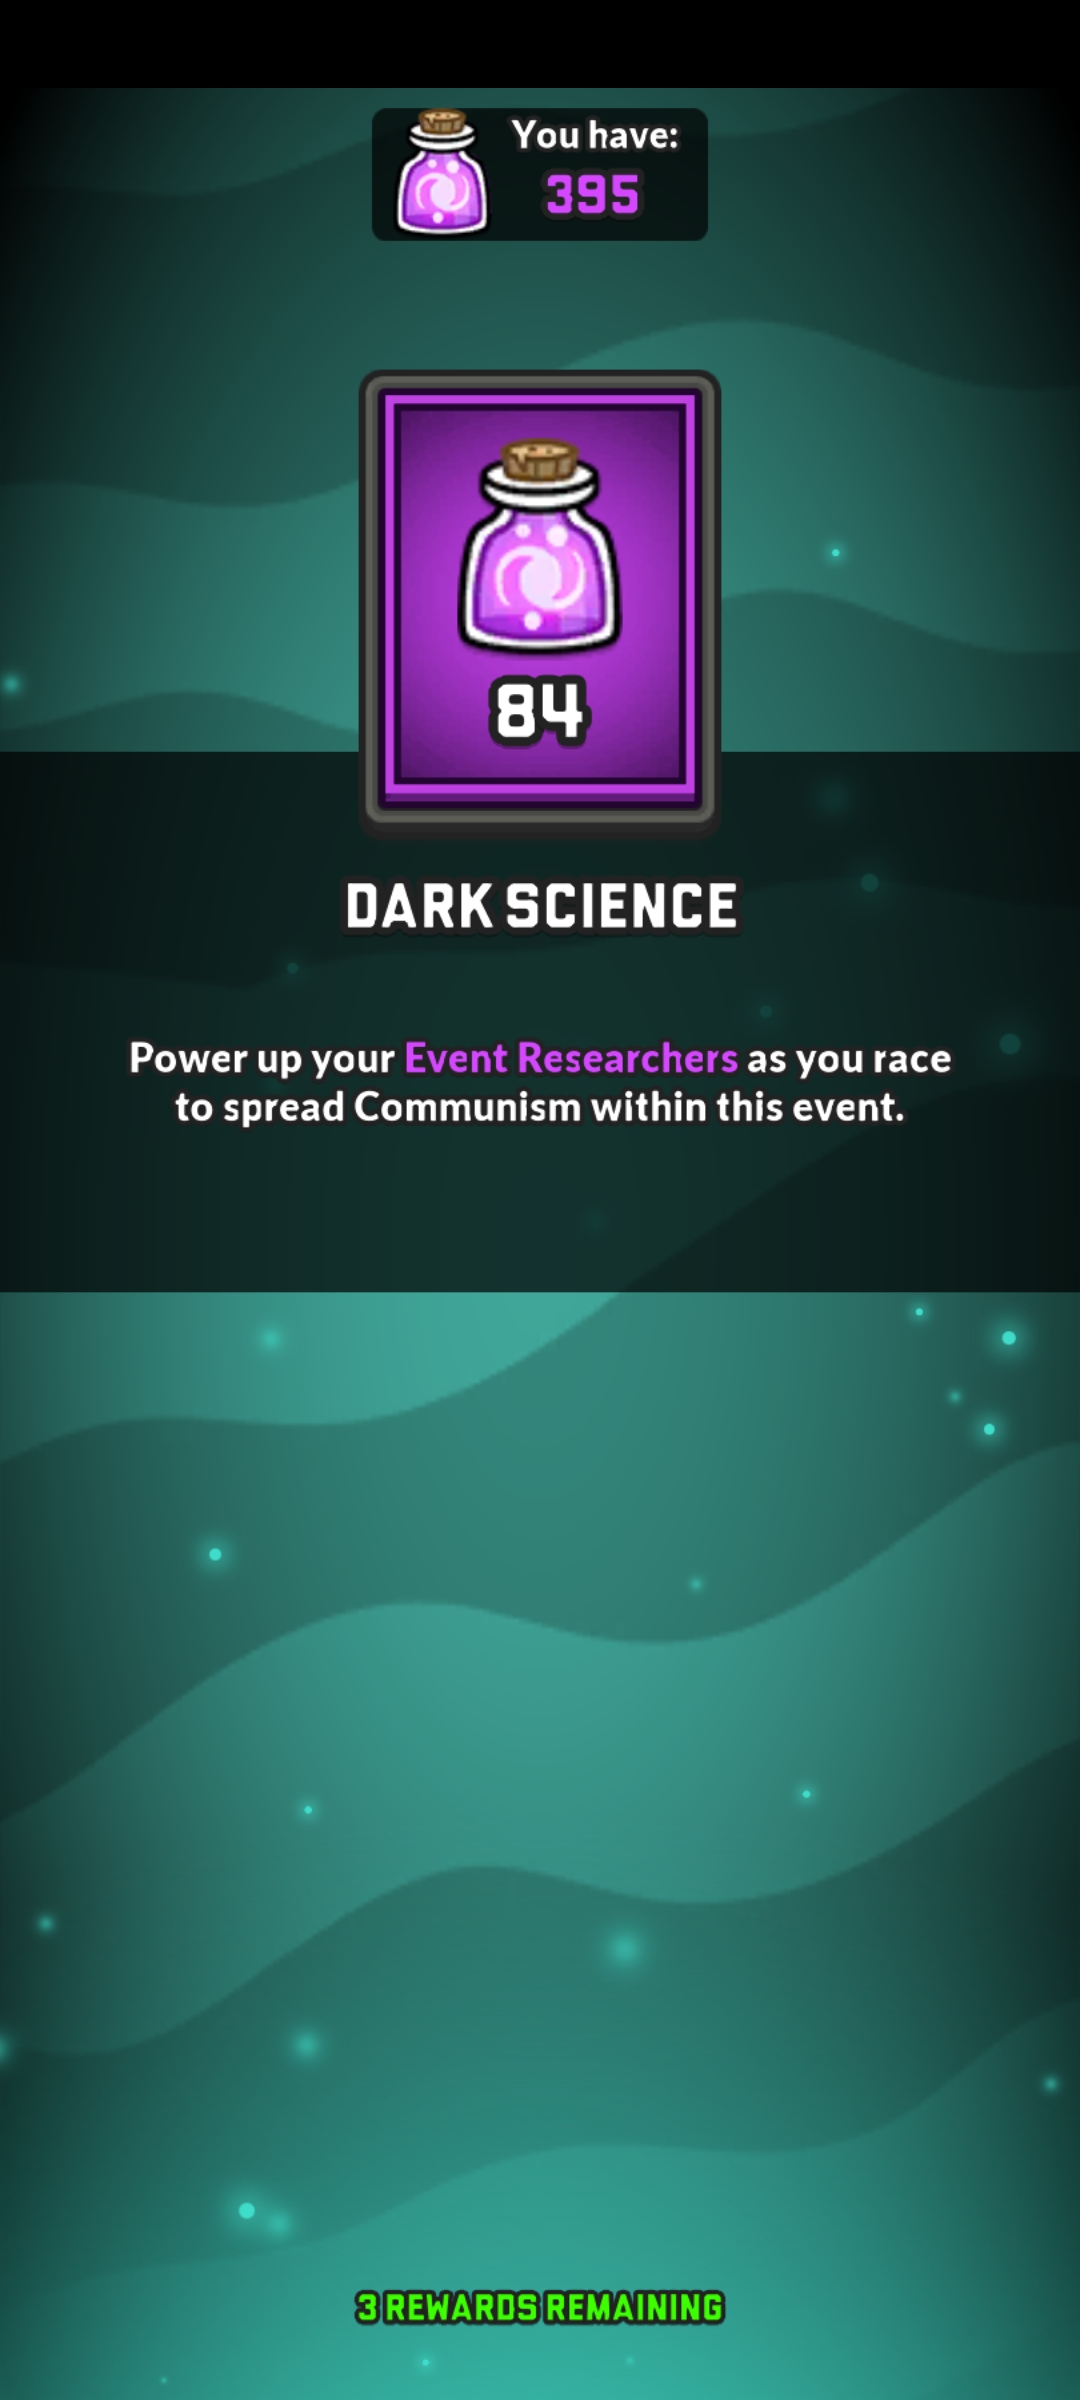 You have:
395
84
DARK SCIENCE
Power up your Event Researchers as you race
to spread Communism within this event.
3 REWARDS REMAINING